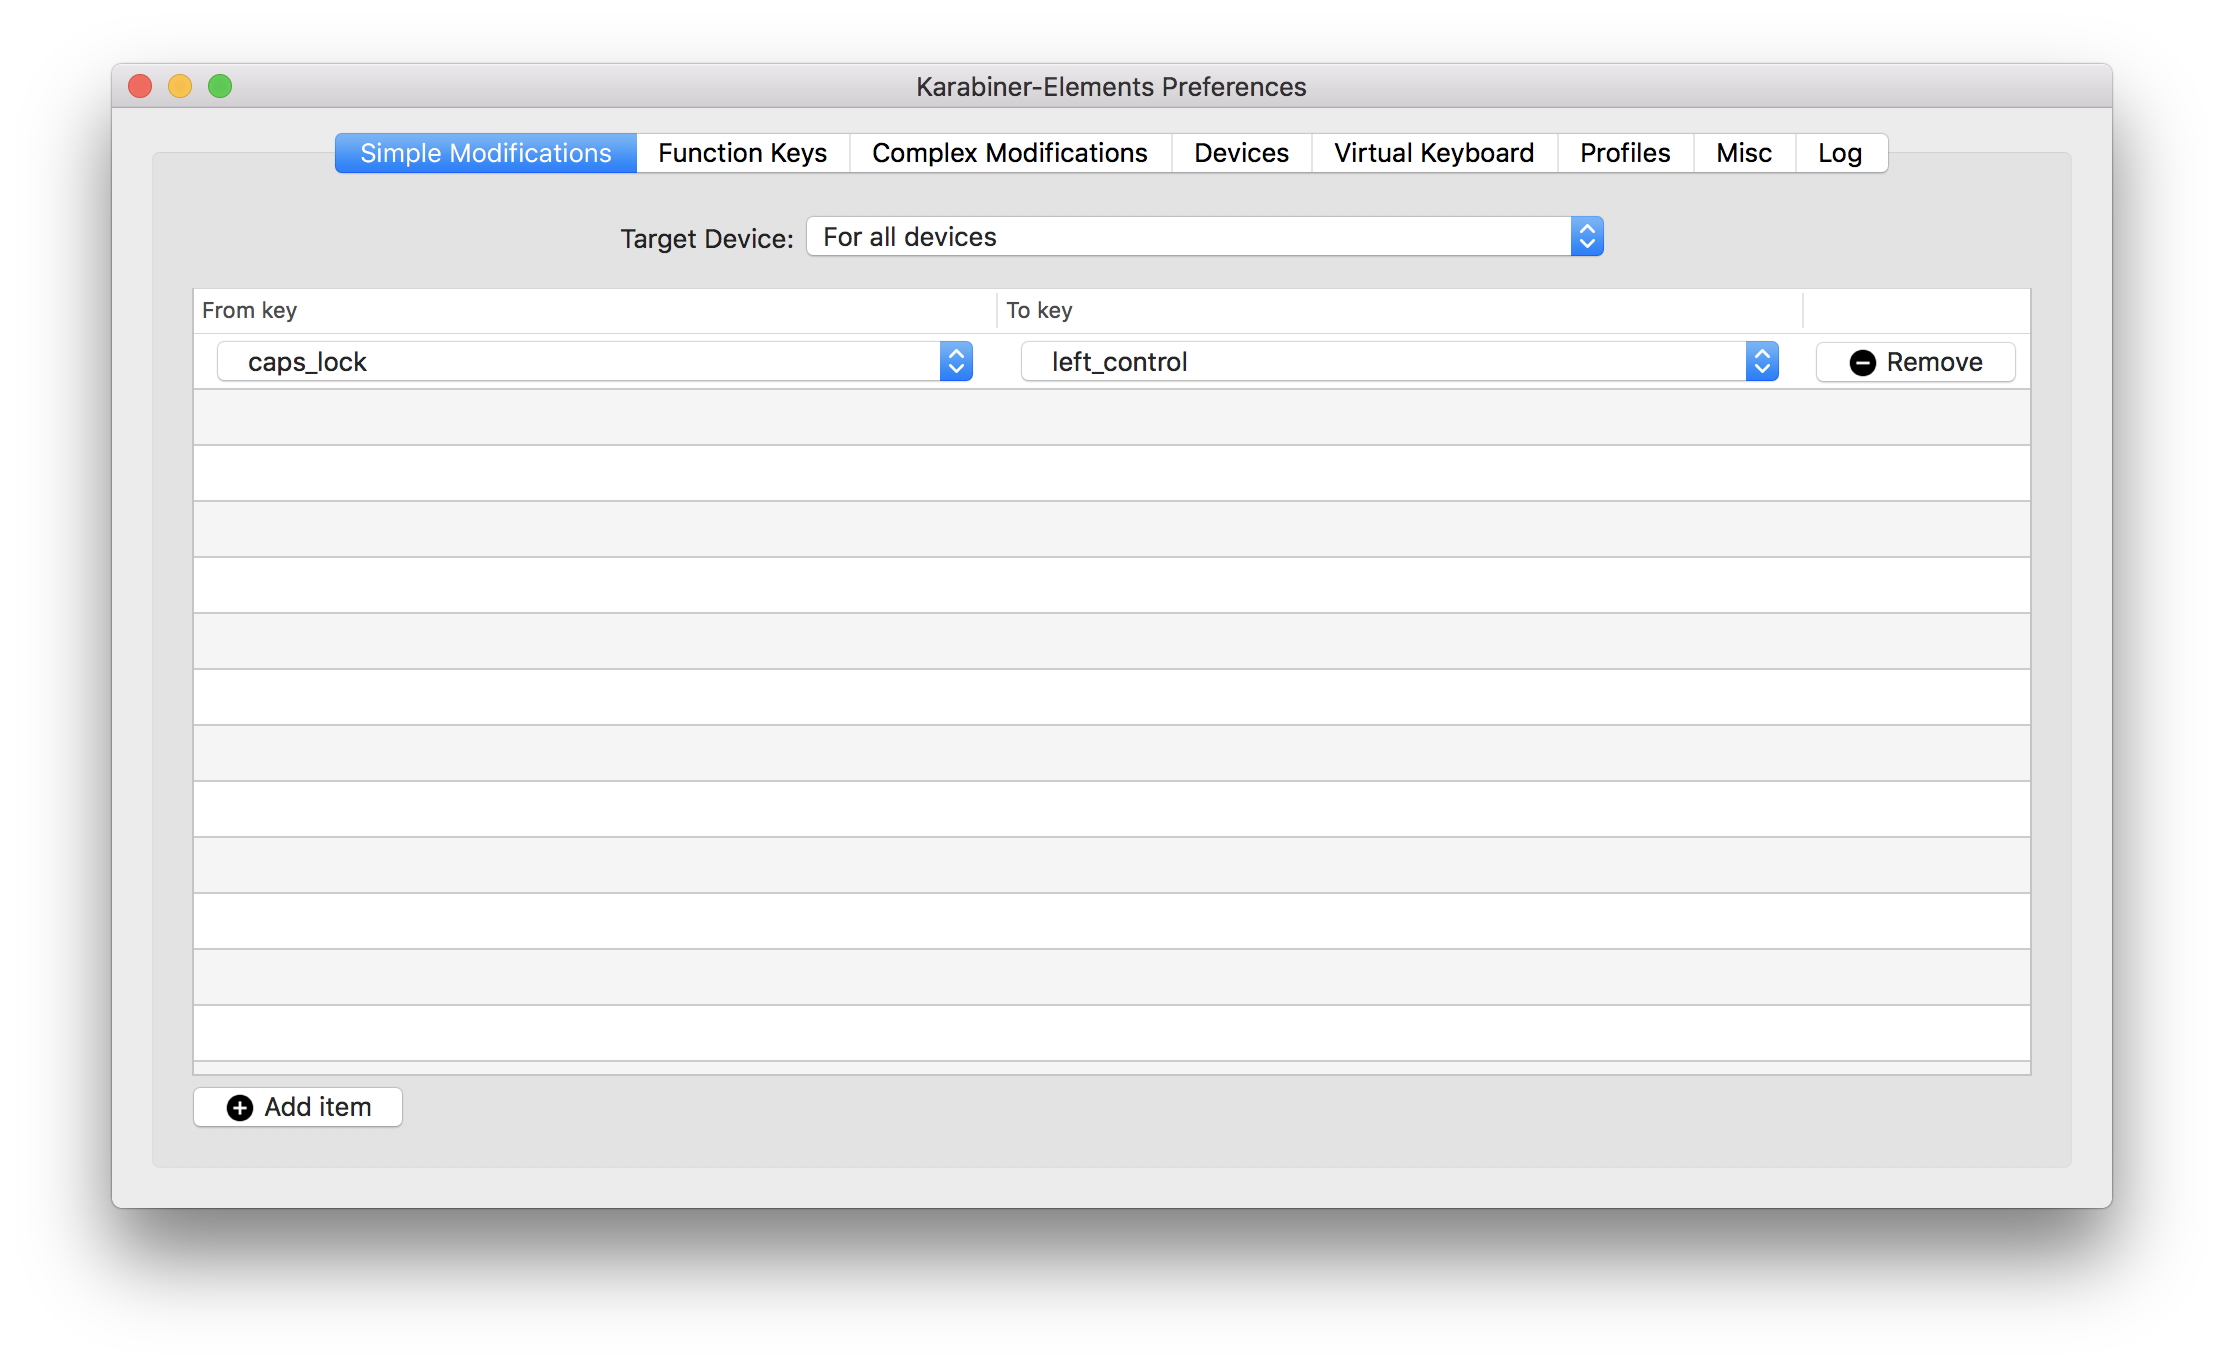 Karabiner-Elements Preferences
Simple Modifications Function Keys Complex Modifications Devices Virtual Keyboard Profiles Misc Log
Target Device: For all devices
From key To key
caps_lock left_control Remove
Add item